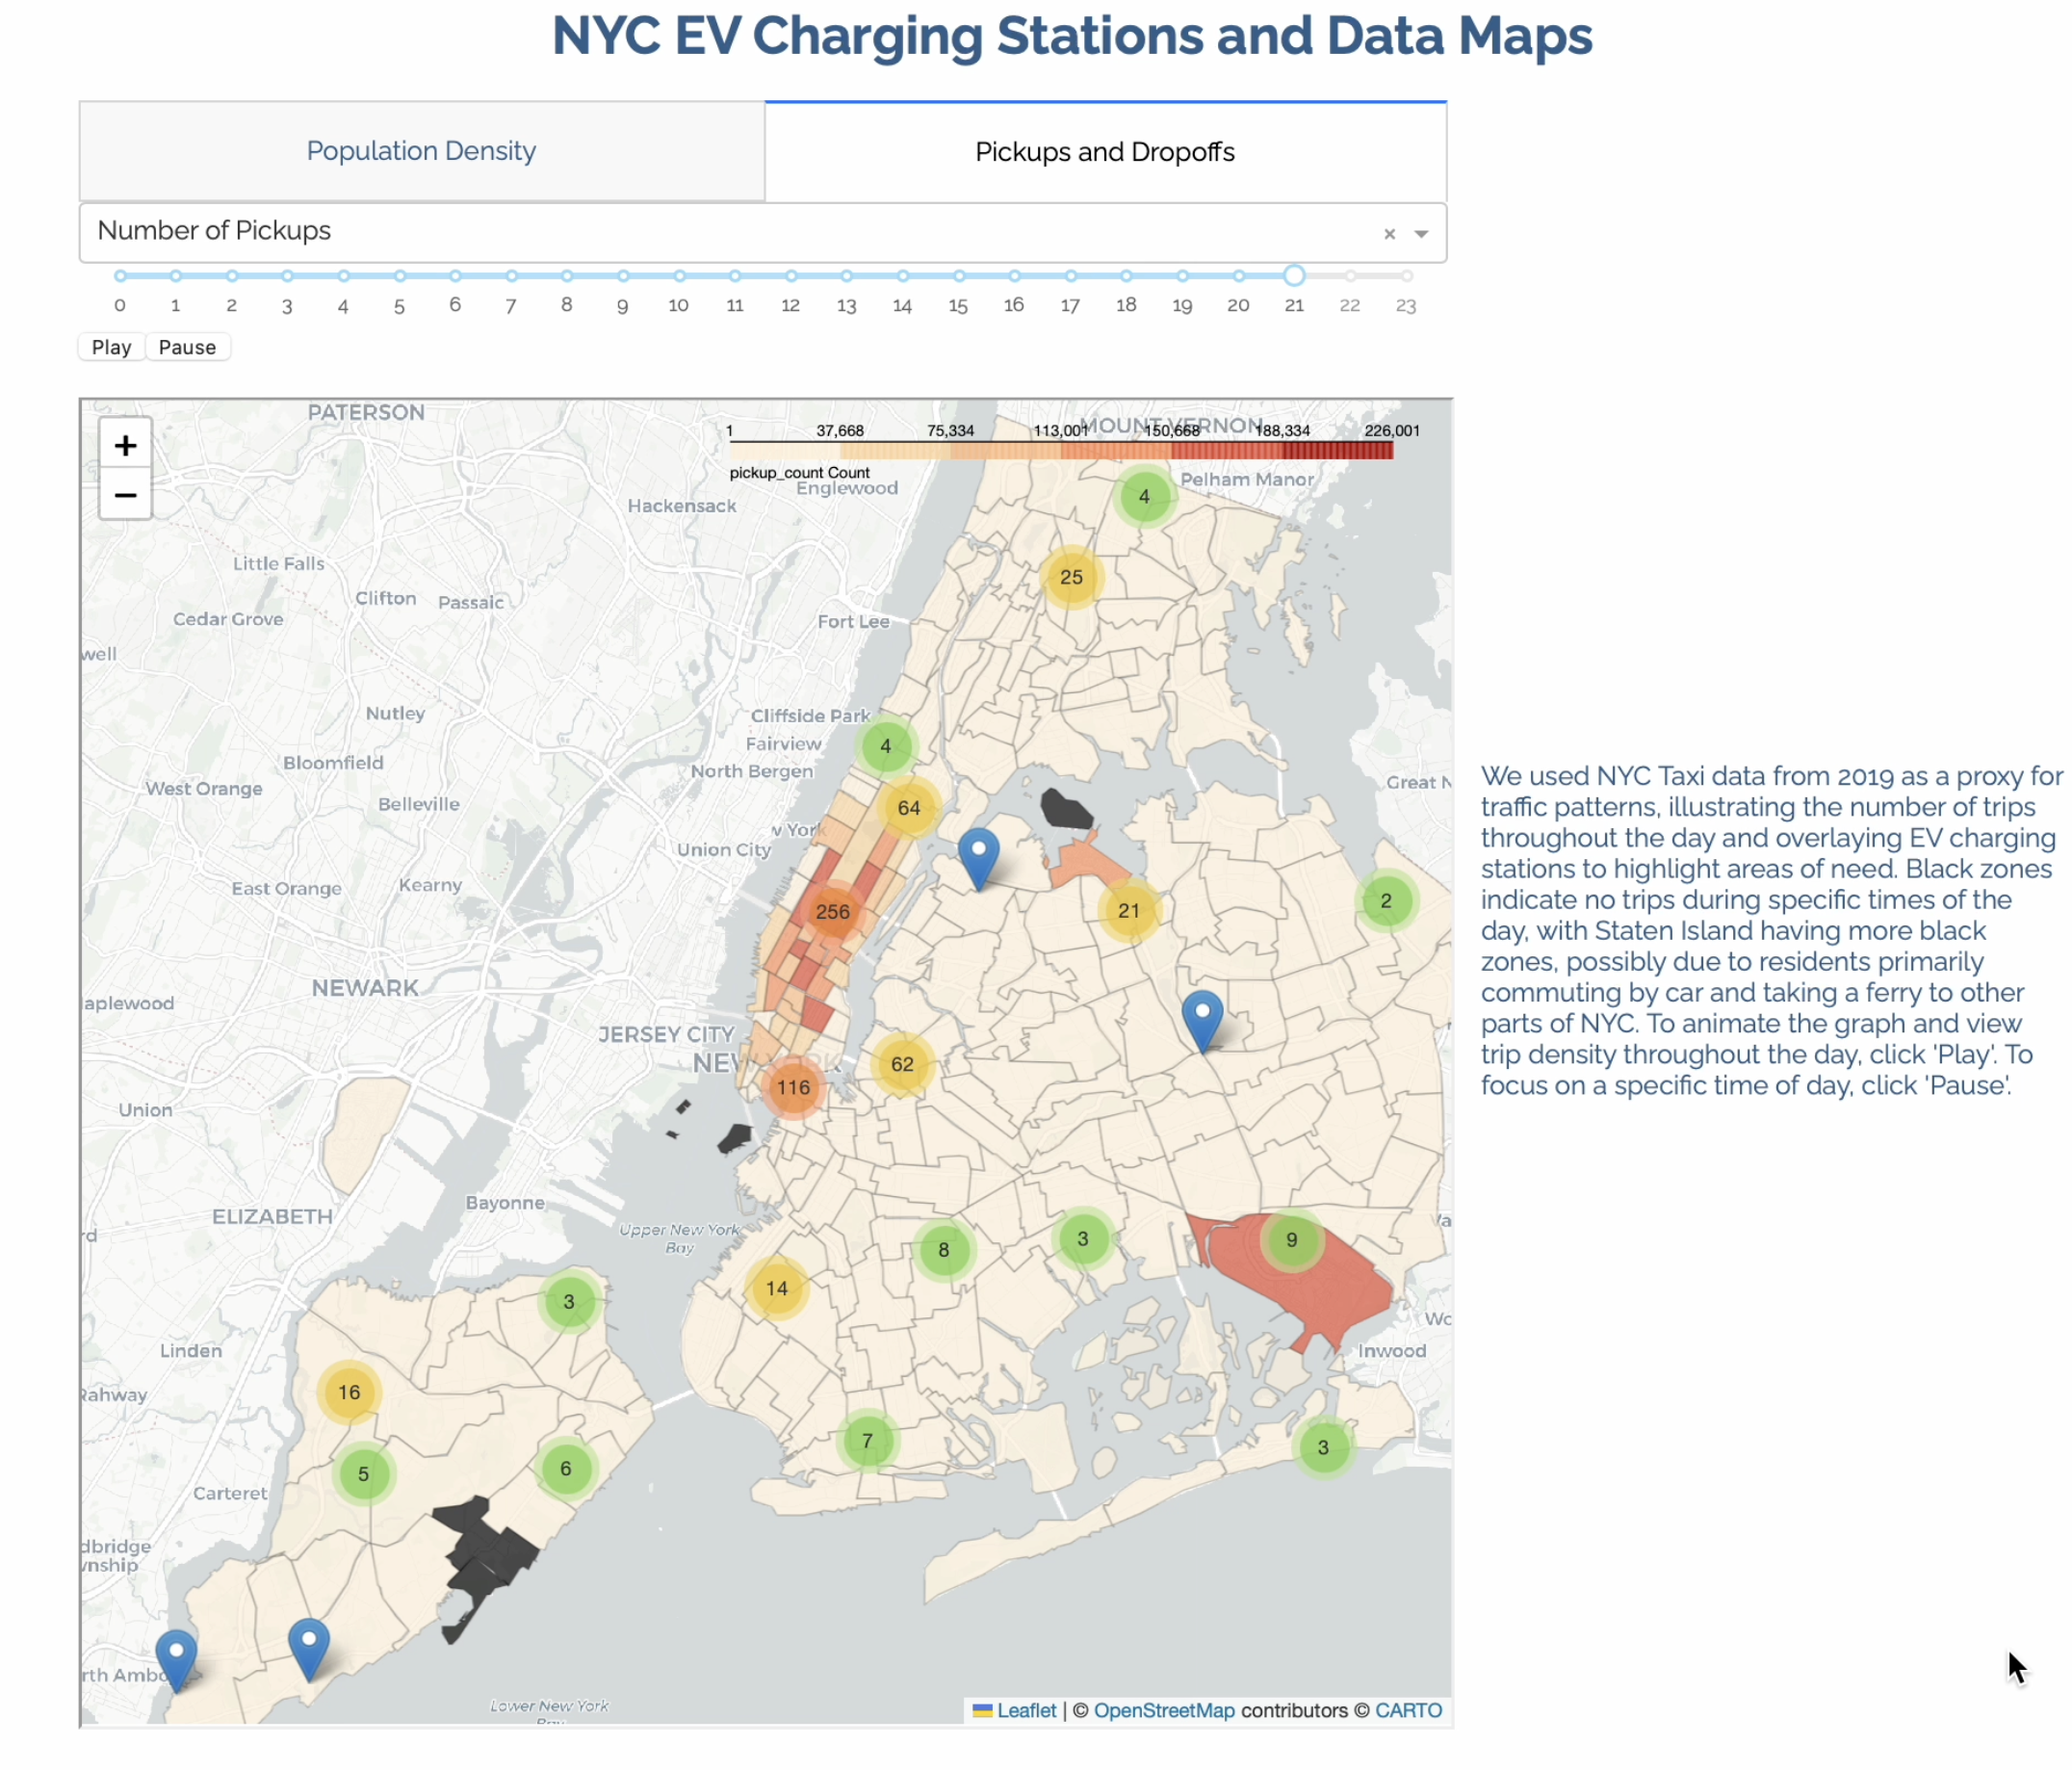 NYC EV Charging Stations and Data Maps
Population Density
Pickups and Dropoffs
Number of Pickups
×
0 1 2 3 4 5 6 7 8 9 10 11 12 13 14 15 16 17 18 19 20 21 22 23
Play Pause
+
−
PATERSON
MOUNT VERNON
1 37,668 75,334 113,001 150,668 188,334 226,001
pickup_count Count
Englewood
Pelham Manor
4
Hackensack
Little Falls
25
Clifton
Passaic
Cedar Grove
Fort Lee
well
Nutley
Cliffside Park
Fairview
4
Bloomfield
North Bergen
West Orange
Belleville
64
Great N
w York
Union City
East Orange
Kearny
256
21
2
NEWARK
aplewood
JERSEY CITY
NEW YORK
62
116
Union
Bayonne
ELIZABETH
Upper New York
Bay
8
3
9
14
3
Linden
Wo
Inwood
16
Rahway
7
3
5
6
Carteret
dbridge
wnship
rth Ambo
Lower New York
Bay
Leaflet | © OpenStreetMap contributors © CARTO
We used NYC Taxi data from 2019 as a proxy for
traffic patterns, illustrating the number of trips
throughout the day and overlaying EV charging
stations to highlight areas of need. Black zones
indicate no trips during specific times of the
day, with Staten Island having more black
zones, possibly due to residents primarily
commuting by car and taking a ferry to other
parts of NYC. To animate the graph and view
trip density throughout the day, click 'Play'. To
focus on a specific time of day, click 'Pause'.